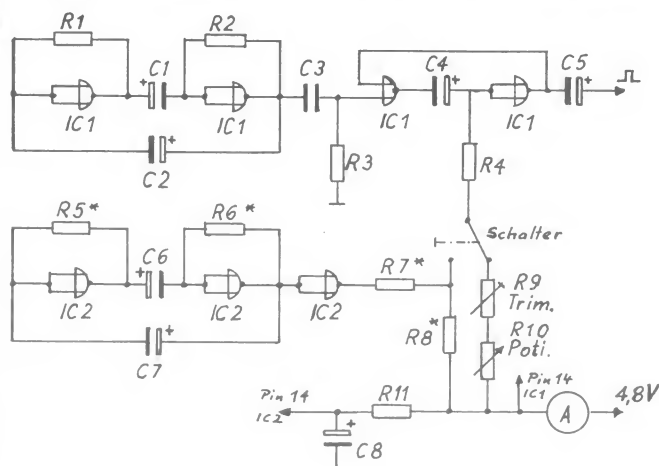 R1
R2
C1
C3
C4
C5
+
+
+
IC1
IC1
IC1
IC1
+
C2
R3
R4
R5*
R6*
C6
Schalter
+
R7*
R9
Trim.
IC2
IC2
IC2
R8*
R10
Poti.
+
C7
Pin 14
IC2
R11
Pin 14
IC1
A
4,8V
+
C8